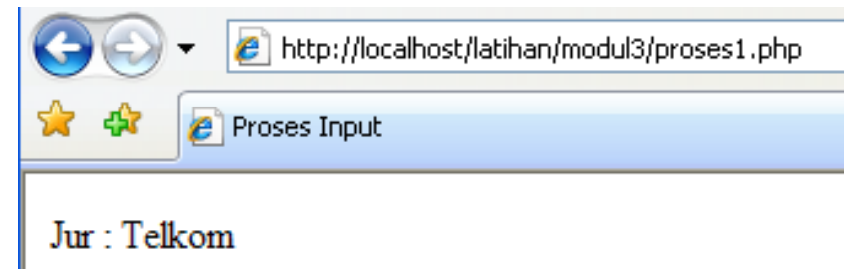 http://localhost/latihan/modul3/proses1.php
Proses Input
Jur : Telkom